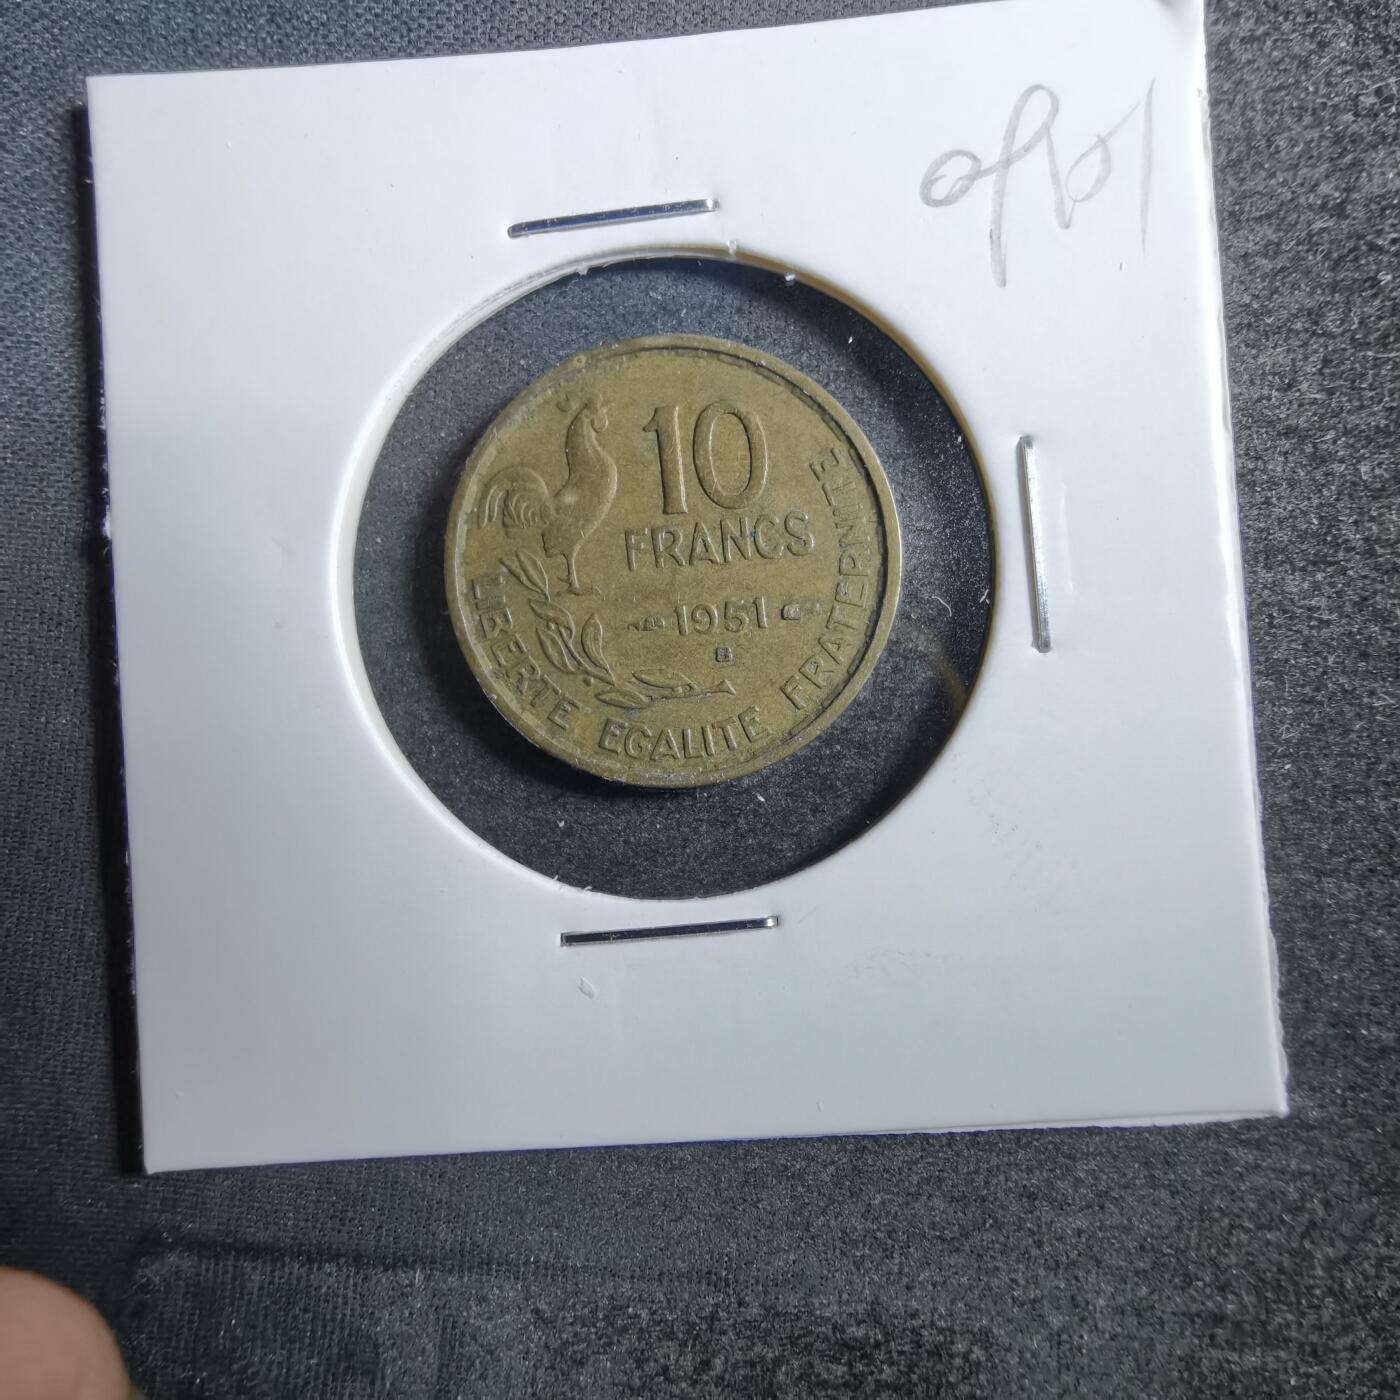 10
FRANCS
1951
B
LIBERTE EGALITE FRATERNITE